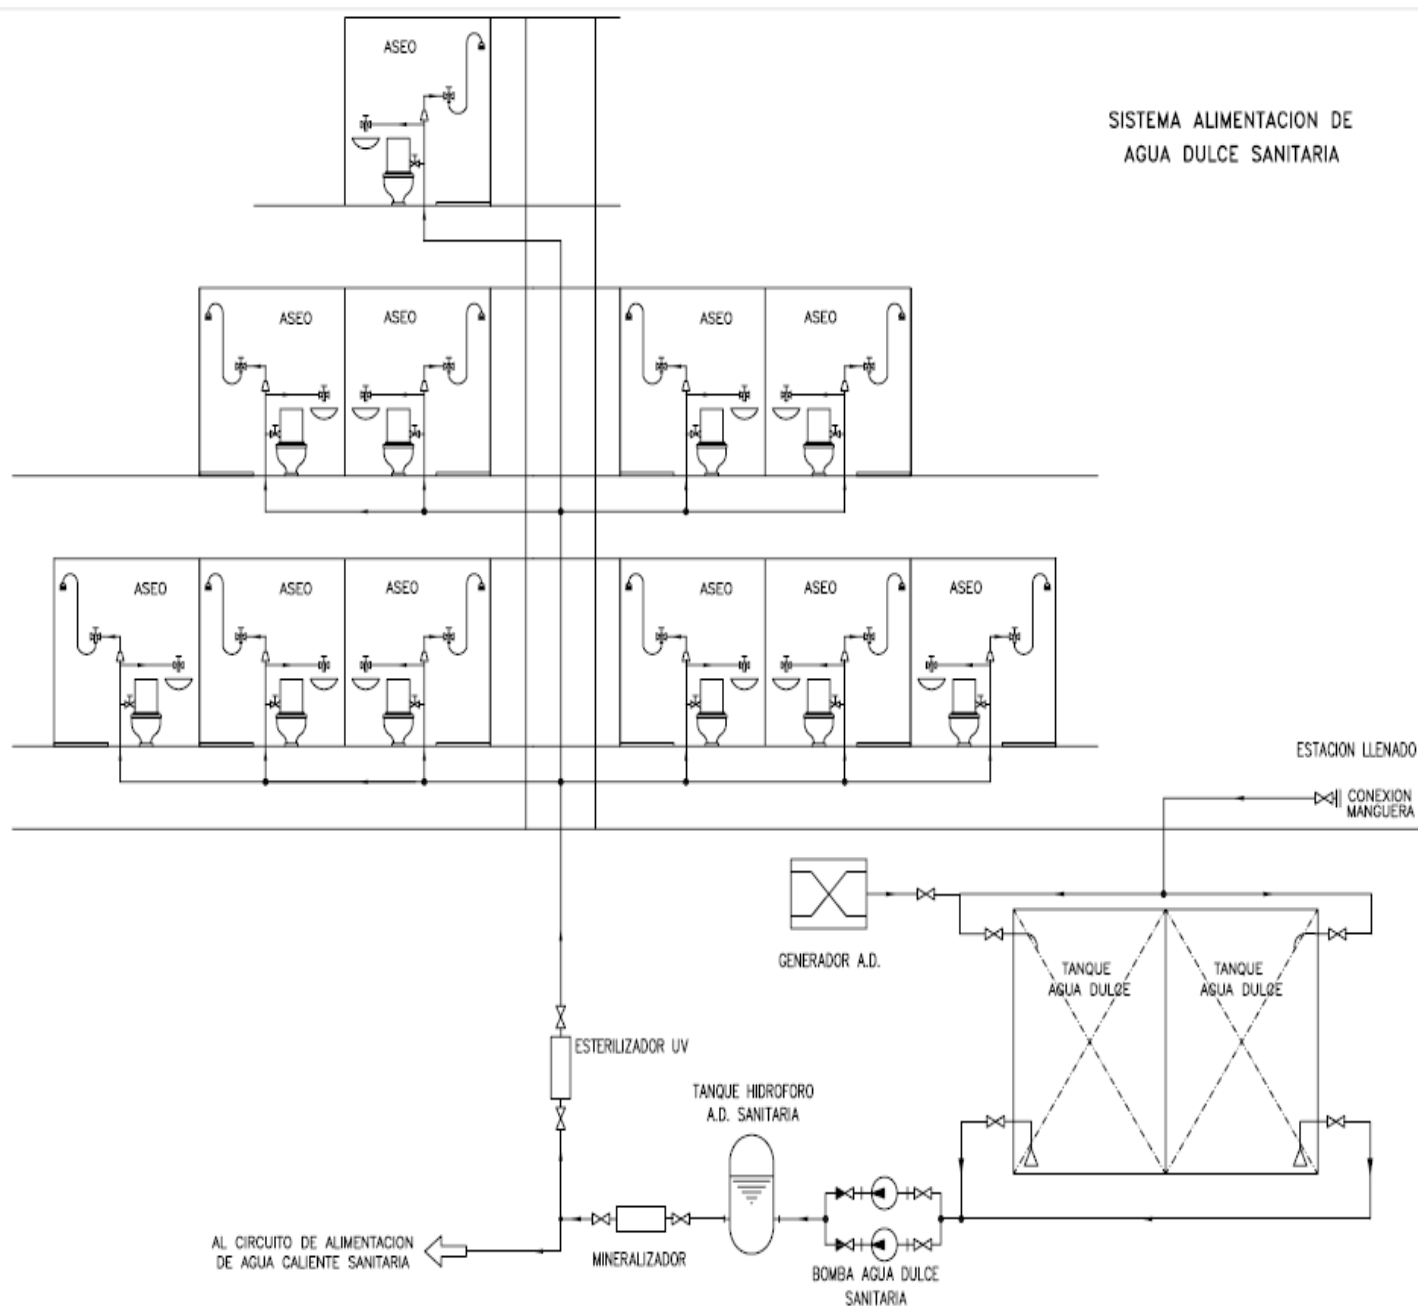 ASEO
SISTEMA ALIMENTACION DE
AGUA DULCE SANITARIA
ASEO
ASEO
ASEO
ASEO
ASEO
ASEO
ASEO
ASEO
ASEO
ASEO
ESTACION LLENADO
CONEXION
MANGUERA
GENERADOR A.D.
TANQUE
AGUA DULCE
TANQUE
AGUA DULCE
ESTERILIZADOR UV
TANQUE HIDROFORO
A.D. SANITARIA
AL CIRCUITO DE ALIMENTACION
DE AGUA CALIENTE SANITARIA
MINERALIZADOR
BOMBA AGUA DULCE
SANITARIA